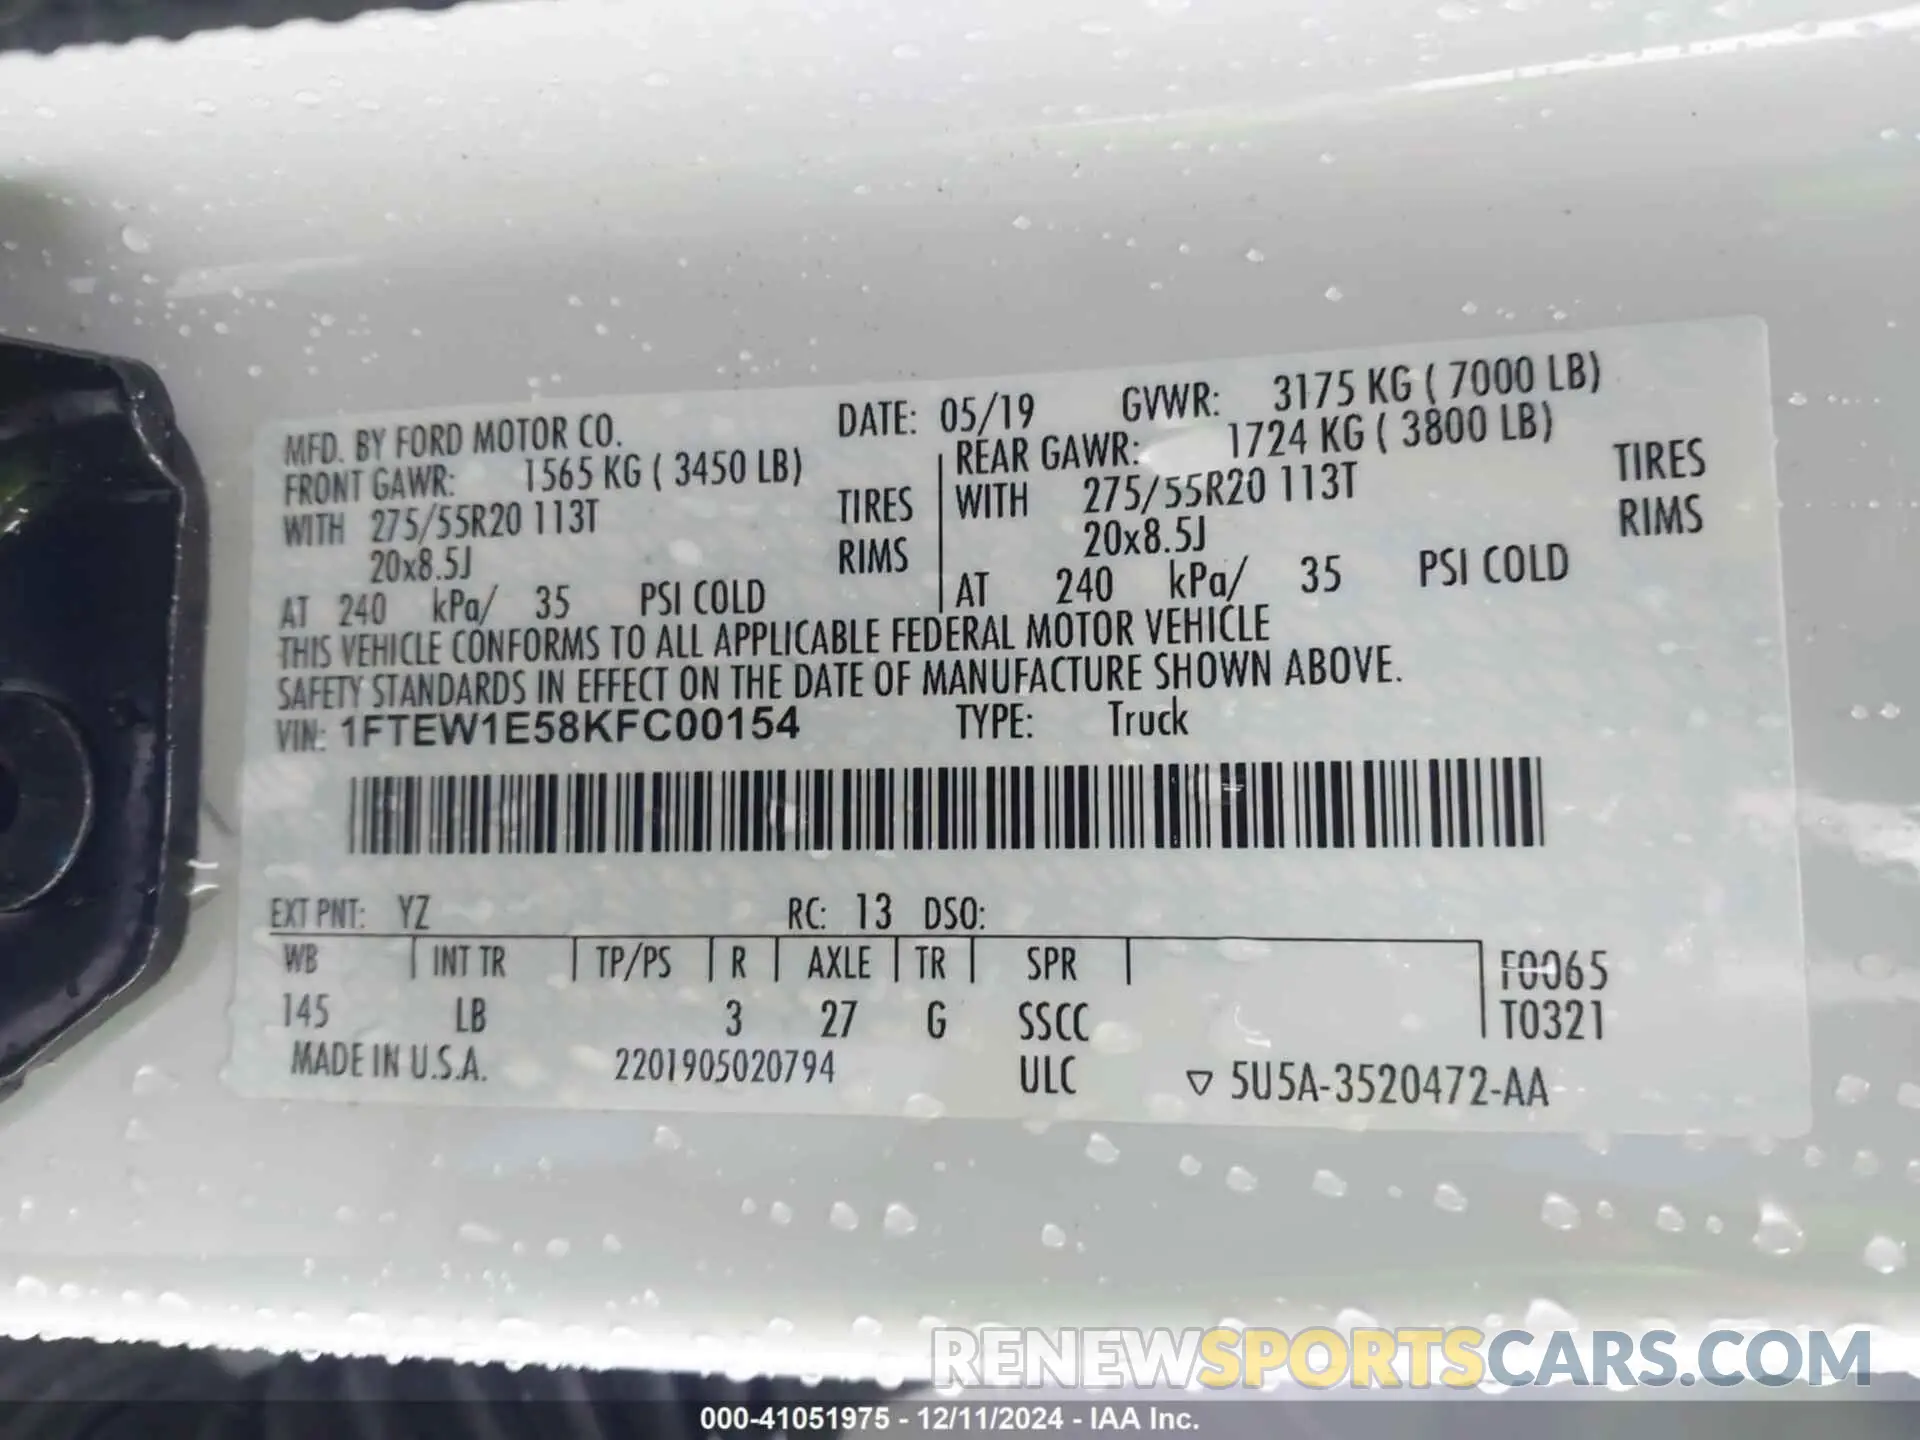 MFD. BY FORD MOTOR CO. DATE: 05/19 GVWR: 3175 KG ( 7000 LB)
FRONT GAWR: 1565 KG ( 3450 LB) REAR GAWR: 1724 KG ( 3800 LB)
WITH 275/55R20 113T TIRES WITH 275/55R20 113T TIRES
20x8.5J RIMS 20x8.5J RIMS
AT 240 kPa/ 35 PSI COLD AT 240 kPa/ 35 PSI COLD
THIS VEHICLE CONFORMS TO ALL APPLICABLE FEDERAL MOTOR VEHICLE
SAFETY STANDARDS IN EFFECT ON THE DATE OF MANUFACTURE SHOWN ABOVE.
VIN: 1FTEW1E58KFC00154 TYPE: Truck
EXT PNT: YZ RC: 13 DSO:
WB INT TR TP/PS R AXLE TR SPR F0065
145 LB 3 27 G SSCC T0321
MADE IN U.S.A. 2201905020794 ULC ▽ 5U5A-3520472-AA
RENEWSPORTSCARS.COM
000-41051975 - 12/11/2024 - IAA Inc.